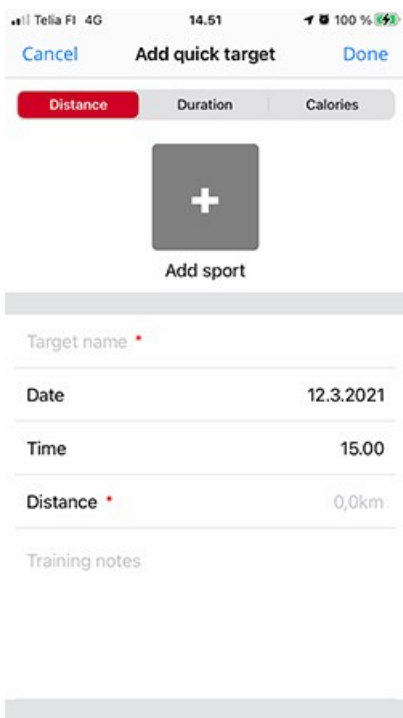 Telia FI 4G 14.51 100 %
Cancel Add quick target Done
Distance Duration Calories
Add sport
Target name *
Date 12.3.2021
Time 15.00
Distance * 0,0km
Training notes